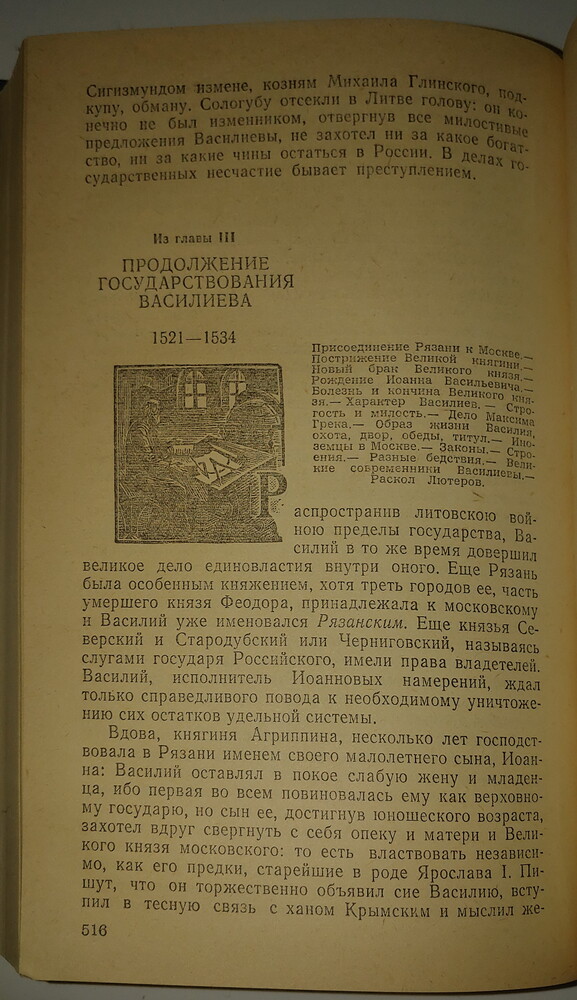 Сигизмундом измене, козням Михаила Глинского, под-
купу, обману. Сологубу отсекли в Литве голову: он ко-
нечно не был изменником, отвергнув все милостивые
предложения Василиевы, не захотел ни за какое богат-
ство, ни за какие чины остаться в России. В делах го-
сударственных несчастие бывает преступлением.
Из главы III
ПРОДОЛЖЕНИЕ
ГОСУДАРСТВОВАНИЯ
ВАСИЛИЕВА
1521—1534
Присоединение Рязани к Москве.—
Пострижение Великой княгини.—
Новый брак Великого князя.—
Рождение Иоанна Васильевича.—
Болезнь и кончина Великого кня-
зя.— Характер Василиев.— Стро-
гость и милость.— Дело Максима
Грека.— Образ жизни Василия,
охота, двор, обеды, титул.— Ино-
земцы в Москве.— Законы.— Стро-
ения.— Разные бедствия.— Вели-
кие современники Василиевы.—
Раскол Лютеров.
Распространив литовскою вой-
ною пределы государства, Ва-
силий в то же время довершил
великое дело единовластия внутри оного. Еще Рязань
была особенным княжением, хотя треть городов ее, часть
умершего князя Феодора, принадлежала к московскому
и Василий уже именовался Рязанским. Еще князья Се-
верский и Стародубский или Черниговский, называясь
слугами государя Российского, имели права владетелей.
Василий, исполнитель Иоанновых намерений, ждал
только справедливого повода к необходимому уничтоже-
нию сих остатков удельной системы.
Вдова, княгиня Агриппина, несколько лет господст-
вовала в Рязани именем своего малолетнего сына, Иоан-
на: Василий оставлял в покое слабую жену и младен-
ца, ибо первая во всем повиновалась ему как верховно-
му государю, но сын ее, достигнув юношеского возраста,
захотел вдруг свергнуть с себя опеку и матери и Вели-
кого князя московского: то есть властвовать независи-
мо, как его предки, старейшие в роде Ярослава I. Пи-
шут, что он торжественно объявил сие Василию, всту-
пил в тесную связь с ханом Крымским и мыслил же-
516